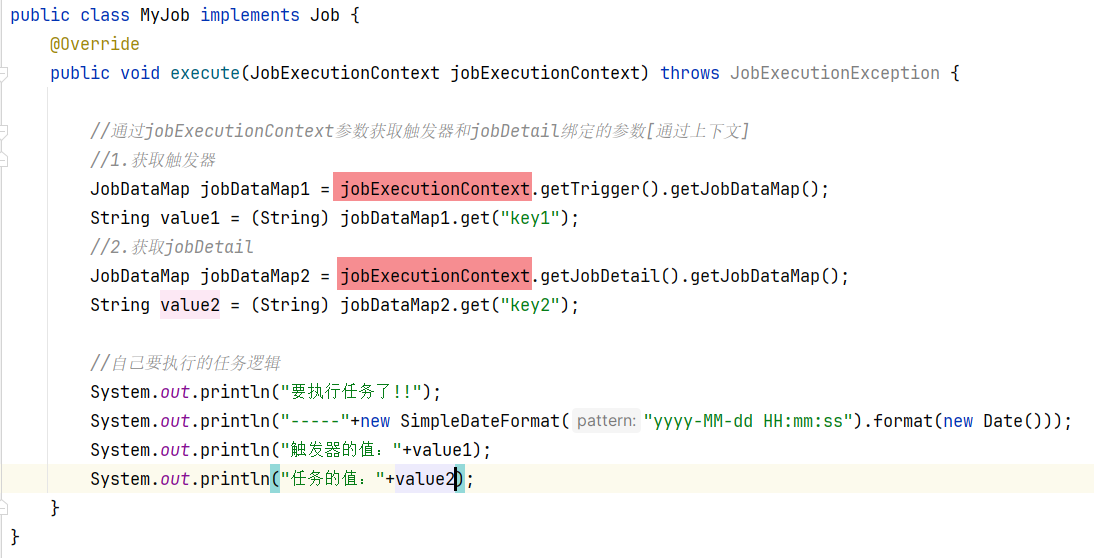 public class MyJob implements Job {
@Override
public void execute(JobExecutionContext jobExecutionContext) throws JobExecutionException {
//通过jobExecutionContext参数获取触发器和jobDetail绑定的参数[通过上下文]
//1.获取触发器
JobDataMap jobDataMap1 = jobExecutionContext.getTrigger().getJobDataMap();
String value1 = (String) jobDataMap1.get("key1");
//2.获取jobDetail
JobDataMap jobDataMap2 = jobExecutionContext.getJobDetail().getJobDataMap();
String value2 = (String) jobDataMap2.get("key2");
//自己要执行的任务逻辑
System.out.println("要执行任务了!!");
System.out.println("-----"+new SimpleDateFormat( pattern: "yyyy-MM-dd HH:mm:ss").format(new Date()));
System.out.println("触发器的值："+value1);
System.out.println("任务的值："+value2);
}
}